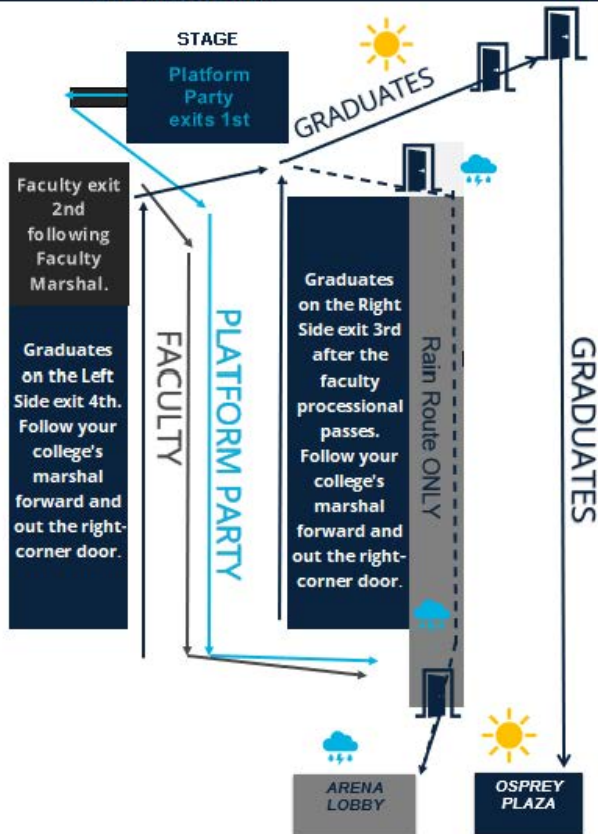 STAGE
Platform
Party
exits 1st
GRADUATES
Faculty exit
2nd
following
Faculty
Marshal.
Graduates
on the Left
Side exit 4th.
Follow your
college's
marshal
forward and
out the right-
corner door.
FACULTY
PLATFORM PARTY
Graduates
on the Right
Side exit 3rd
after the
faculty
processional
passes.
Follow your
college's
marshal
forward and
out the right-
corner door.
Rain Route ONLY
GRADUATES
ARENA
LOBBY
OSPREY
PLAZA